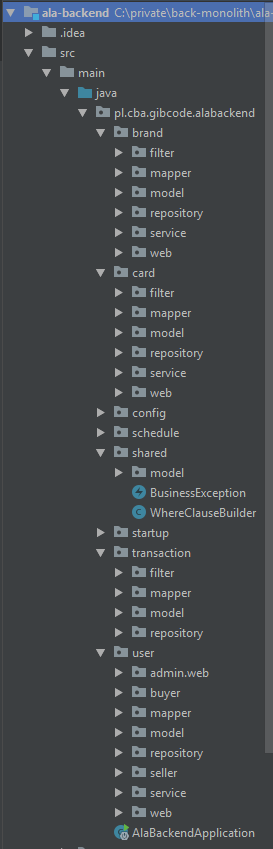 ala-backend C:\private\back-monolith\ala-
.idea
src
main
java
pl.cba.gibcode.alabackend
brand
filter
mapper
model
repository
service
web
card
filter
mapper
model
repository
service
web
config
schedule
shared
model
BusinessException
WhereClauseBuilder
startup
transaction
filter
mapper
model
repository
user
admin.web
buyer
mapper
model
repository
seller
service
web
AlaBackendApplication